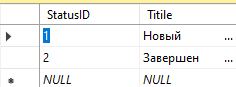 StatusID Titile
1 Новый ...
2 Завершен ...
NULL NULL